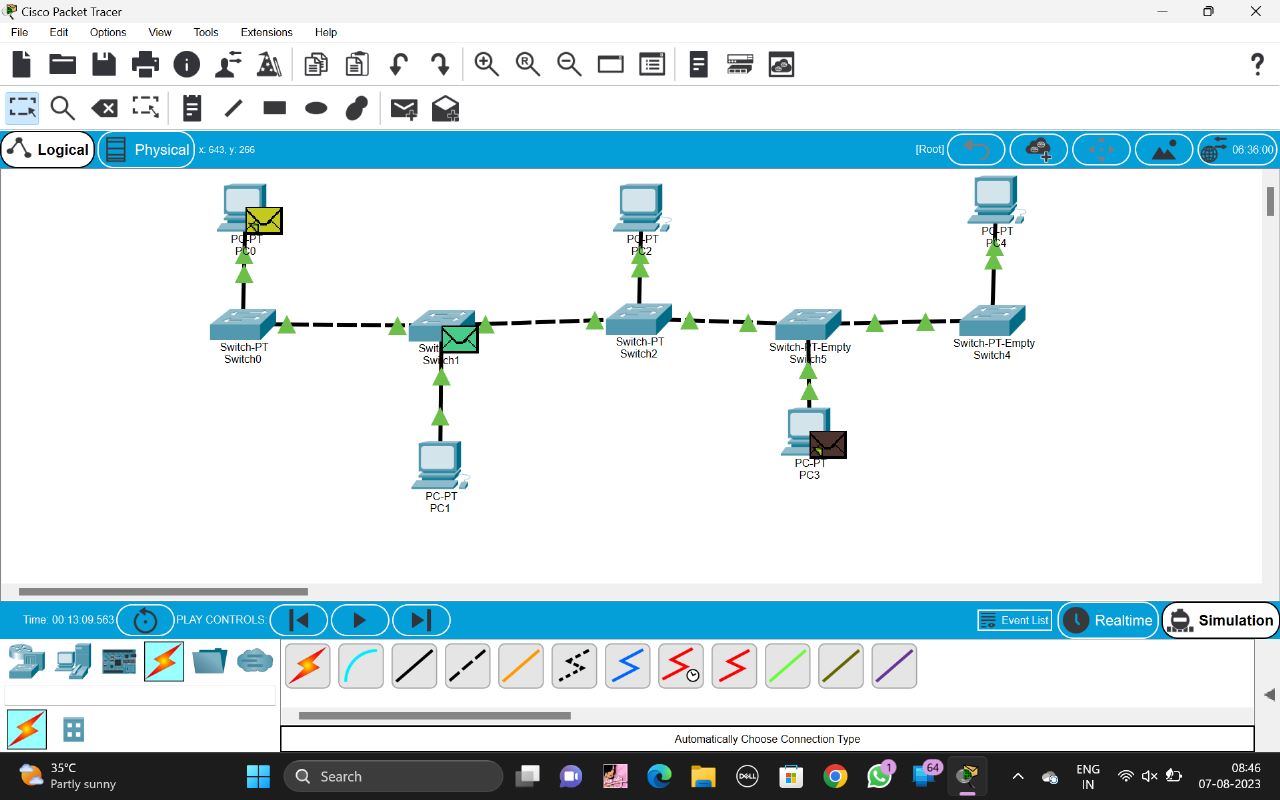 Cisco Packet Tracer
File Edit Options View Tools Extensions Help
Logical Physical x: 643, y: 266 [Root] 06:36:00
PC-PT
PC0
PC-PT
PC2
PC-PT
PC4
Switch-PT
Switch0
Switch1
Switch-PT
Switch2
Switch-PT-Empty
Switch5
Switch-PT-Empty
Switch4
PC-PT
PC3
PC-PT
PC1
Time: 00:13:09.563 PLAY CONTROLS: Event List Realtime Simulation
Automatically Choose Connection Type
35°C
Partly sunny
Search
DELL
1
64
ENG
IN
08:46
07-08-2023